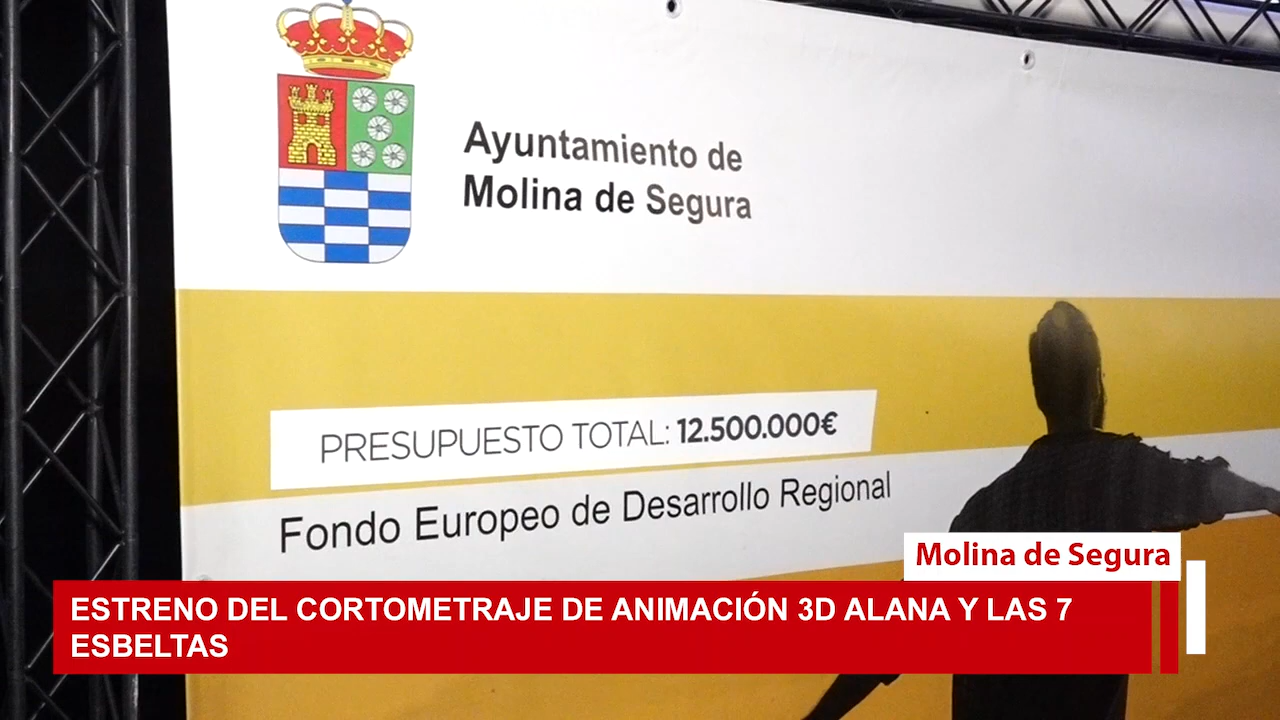 Ayuntamiento de
Molina de Segura
PRESUPUESTO TOTAL: 12.500.000€
Fondo Europeo de Desarrollo Regional
Molina de Segura
ESTRENO DEL CORTOMETRAJE DE ANIMACIÓN 3D ALANA Y LAS 7
ESBELTAS